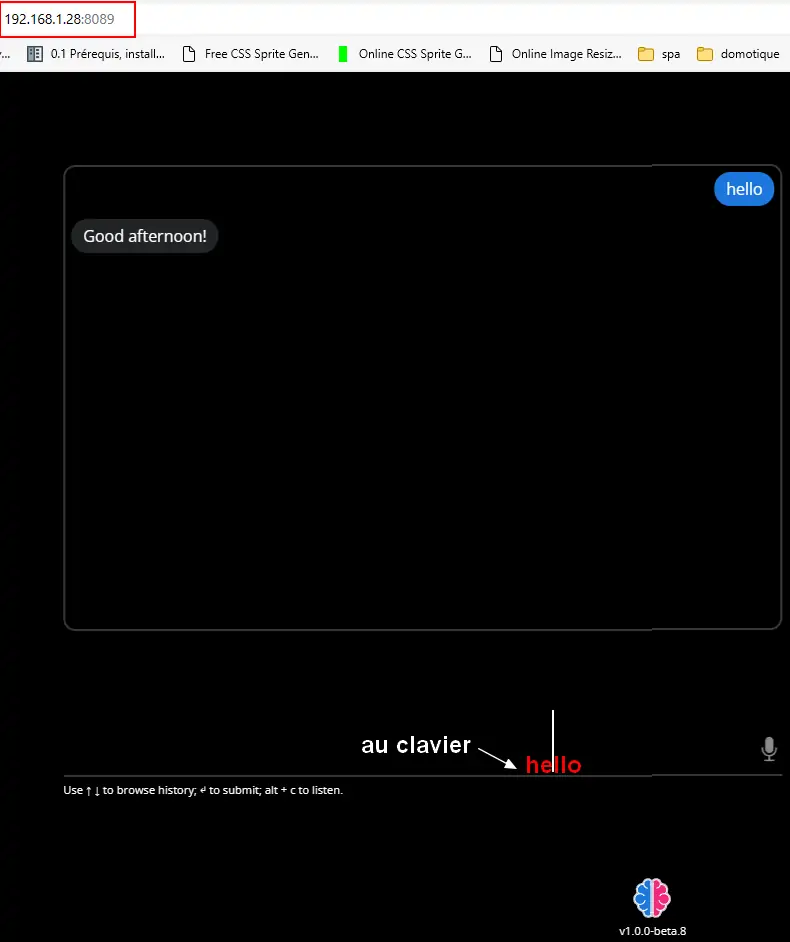 192.168.1.28:8089
... 0.1 Prérequis, install... Free CSS Sprite Gen... Online CSS Sprite G... Online Image Resiz... spa domotique
hello
Good afternoon!
au clavier
hello
Use ↑ ↓ to browse history; ↵ to submit; alt + c to listen.
v1.0.0-beta.8